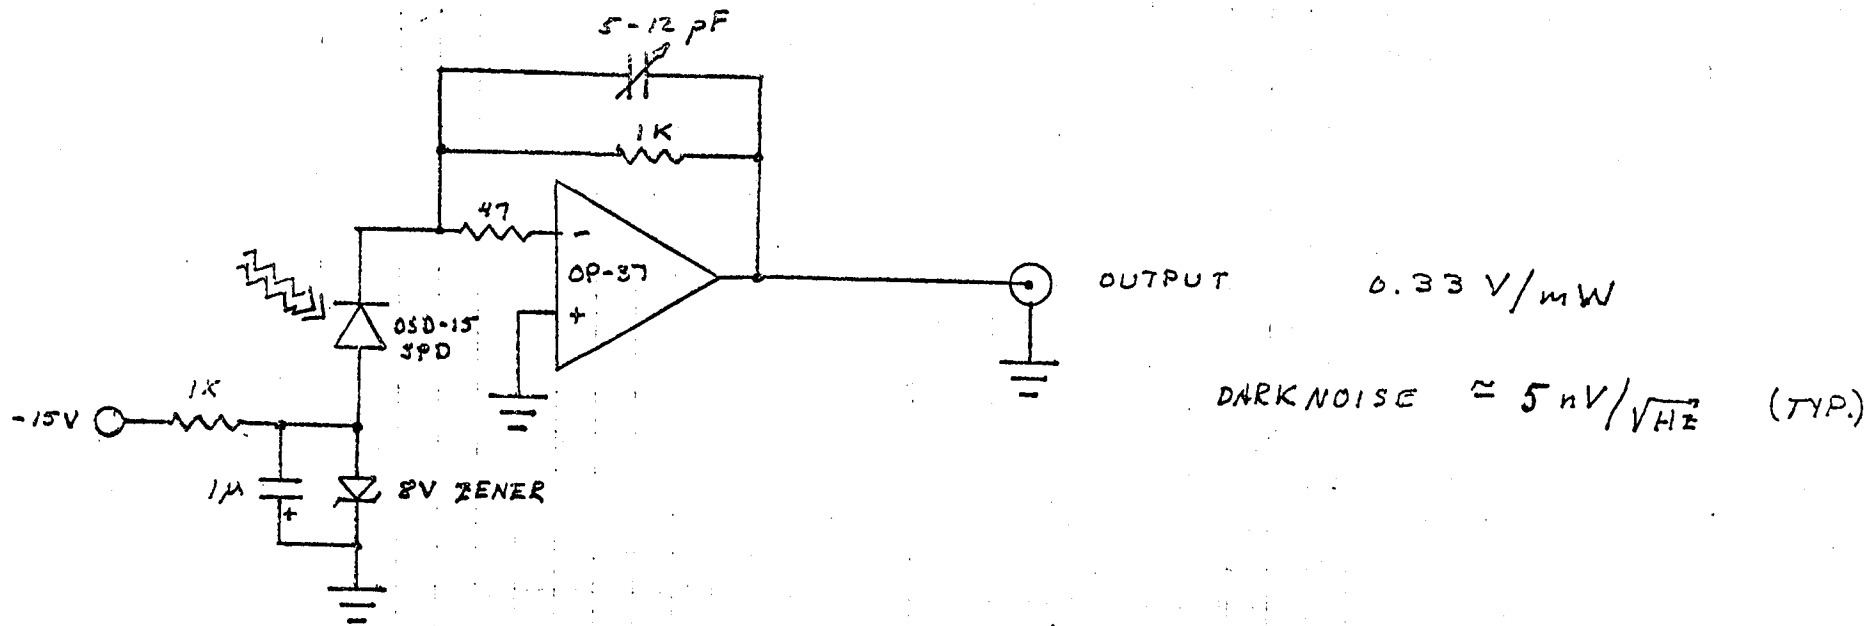 5-12 pF
1K
47
-
OP-37
+
OSD-15
SPD
OUTPUT
0.33 V/mW
DARK NOISE ≃ 5 nV/√Hz (TYP.)
1K
-15V
1μ
+
8V ZENER